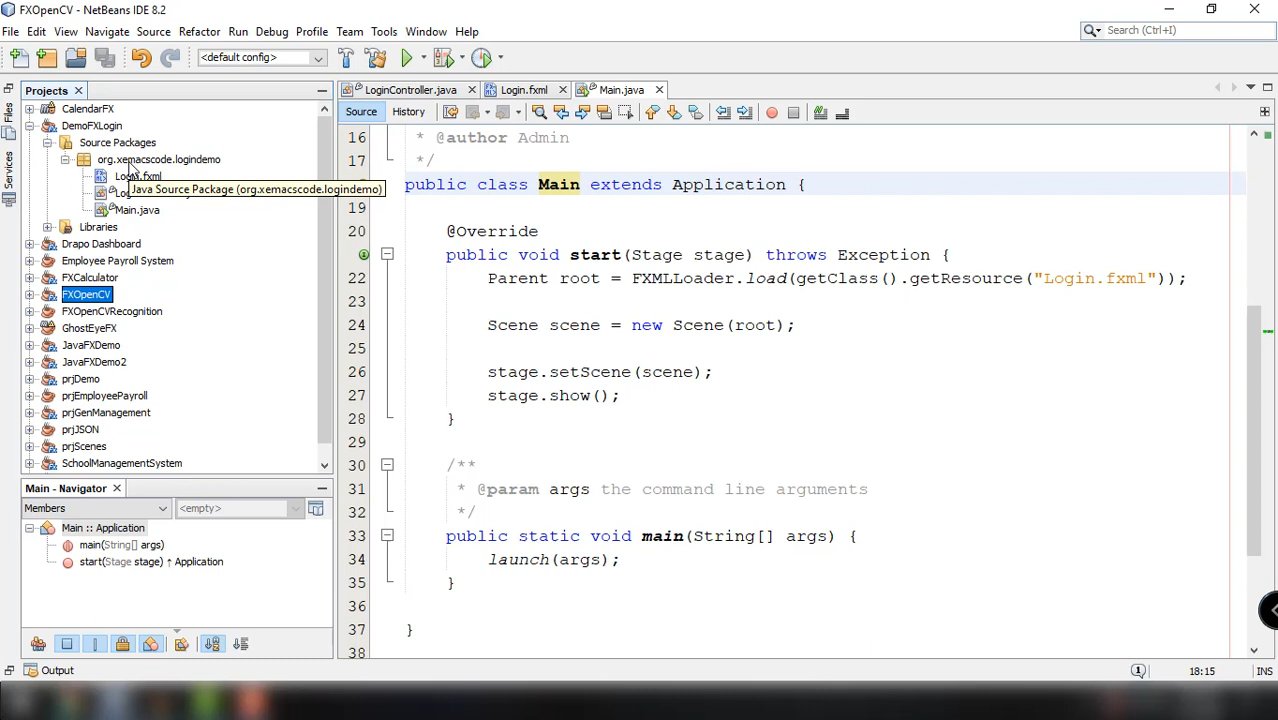 FXOpenCV - NetBeans IDE 8.2
File Edit View Navigate Source Refactor Run Debug Profile Team Tools Window Help
Search (Ctrl+I)
<default config>
Files
Services
Projects
CalendarFX
DemoFXLogin
Source Packages
org.xemacscode.logindemo
Login.fxml
Java Source Package (org.xemacscode.logindemo)
Main.java
Libraries
Drapo Dashboard
Employee Payroll System
FXCalculator
FXOpenCV
FXOpenCVRecognition
GhostEyeFX
JavaFXDemo
JavaFXDemo2
prjDemo
prjEmployeePayroll
prjGenManagement
prjJSON
prjScenes
SchoolManagementSystem
Main - Navigator
Members
<empty>
Main :: Application
main(String[] args)
start(Stage stage) ↑ Application
LoginController.java Login.fxml Main.java
Source History
16 * @author Admin
17 */
public class Main extends Application {
19
20 @Override
public void start(Stage stage) throws Exception {
22 Parent root = FXMLLoader.load(getClass().getResource("Login.fxml"));
23
24 Scene scene = new Scene(root);
25
26 stage.setScene(scene);
27 stage.show();
28 }
29
30 /**
31 * @param args the command line arguments
32 */
33 public static void main(String[] args) {
34 launch(args);
35 }
36
37 }
38
Output
1
18:15
INS